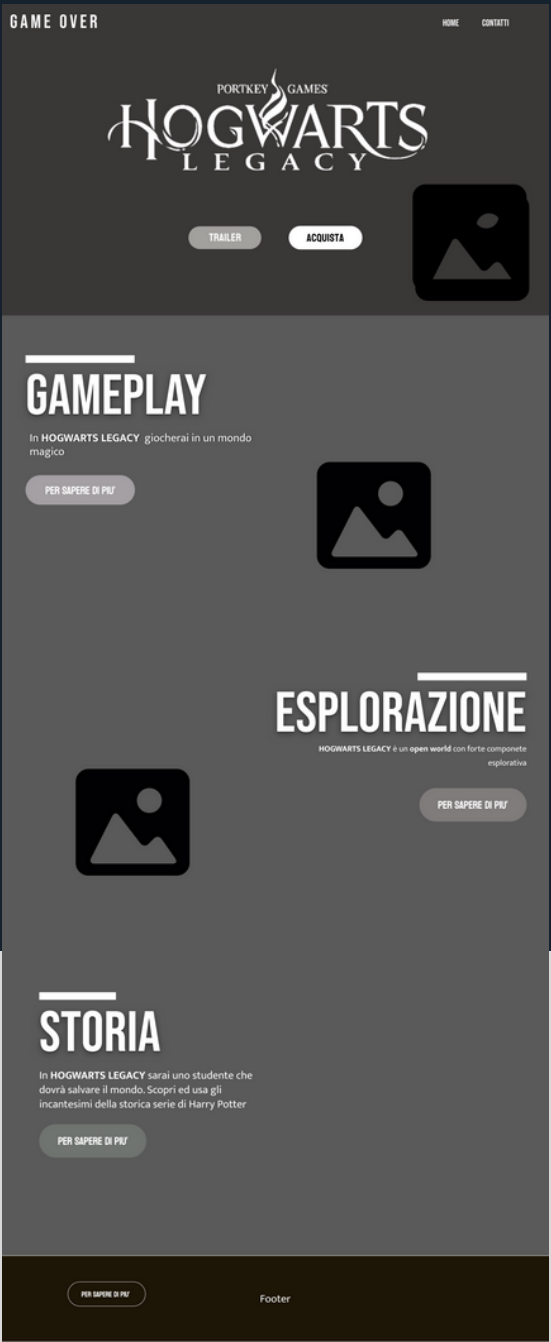 GAME OVER
HOME CONTATTI
PORTKEY GAMES
HOGWARTS
LEGACY
TRAILER ACQUISTA
GAMEPLAY
In HOGWARTS LEGACY giocherai in un mondo
magico
PER SAPERE DI PIU'
ESPLORAZIONE
HOGWARTS LEGACY è un open world con forte componete
esplorativa
PER SAPERE DI PIU'
STORIA
In HOGWARTS LEGACY sarai uno studente che
dovrà salvare il mondo. Scopri ed usa gli
incantesimi della storica serie di Harry Potter
PER SAPERE DI PIU'
PER SAPERE DI PIU'
Footer